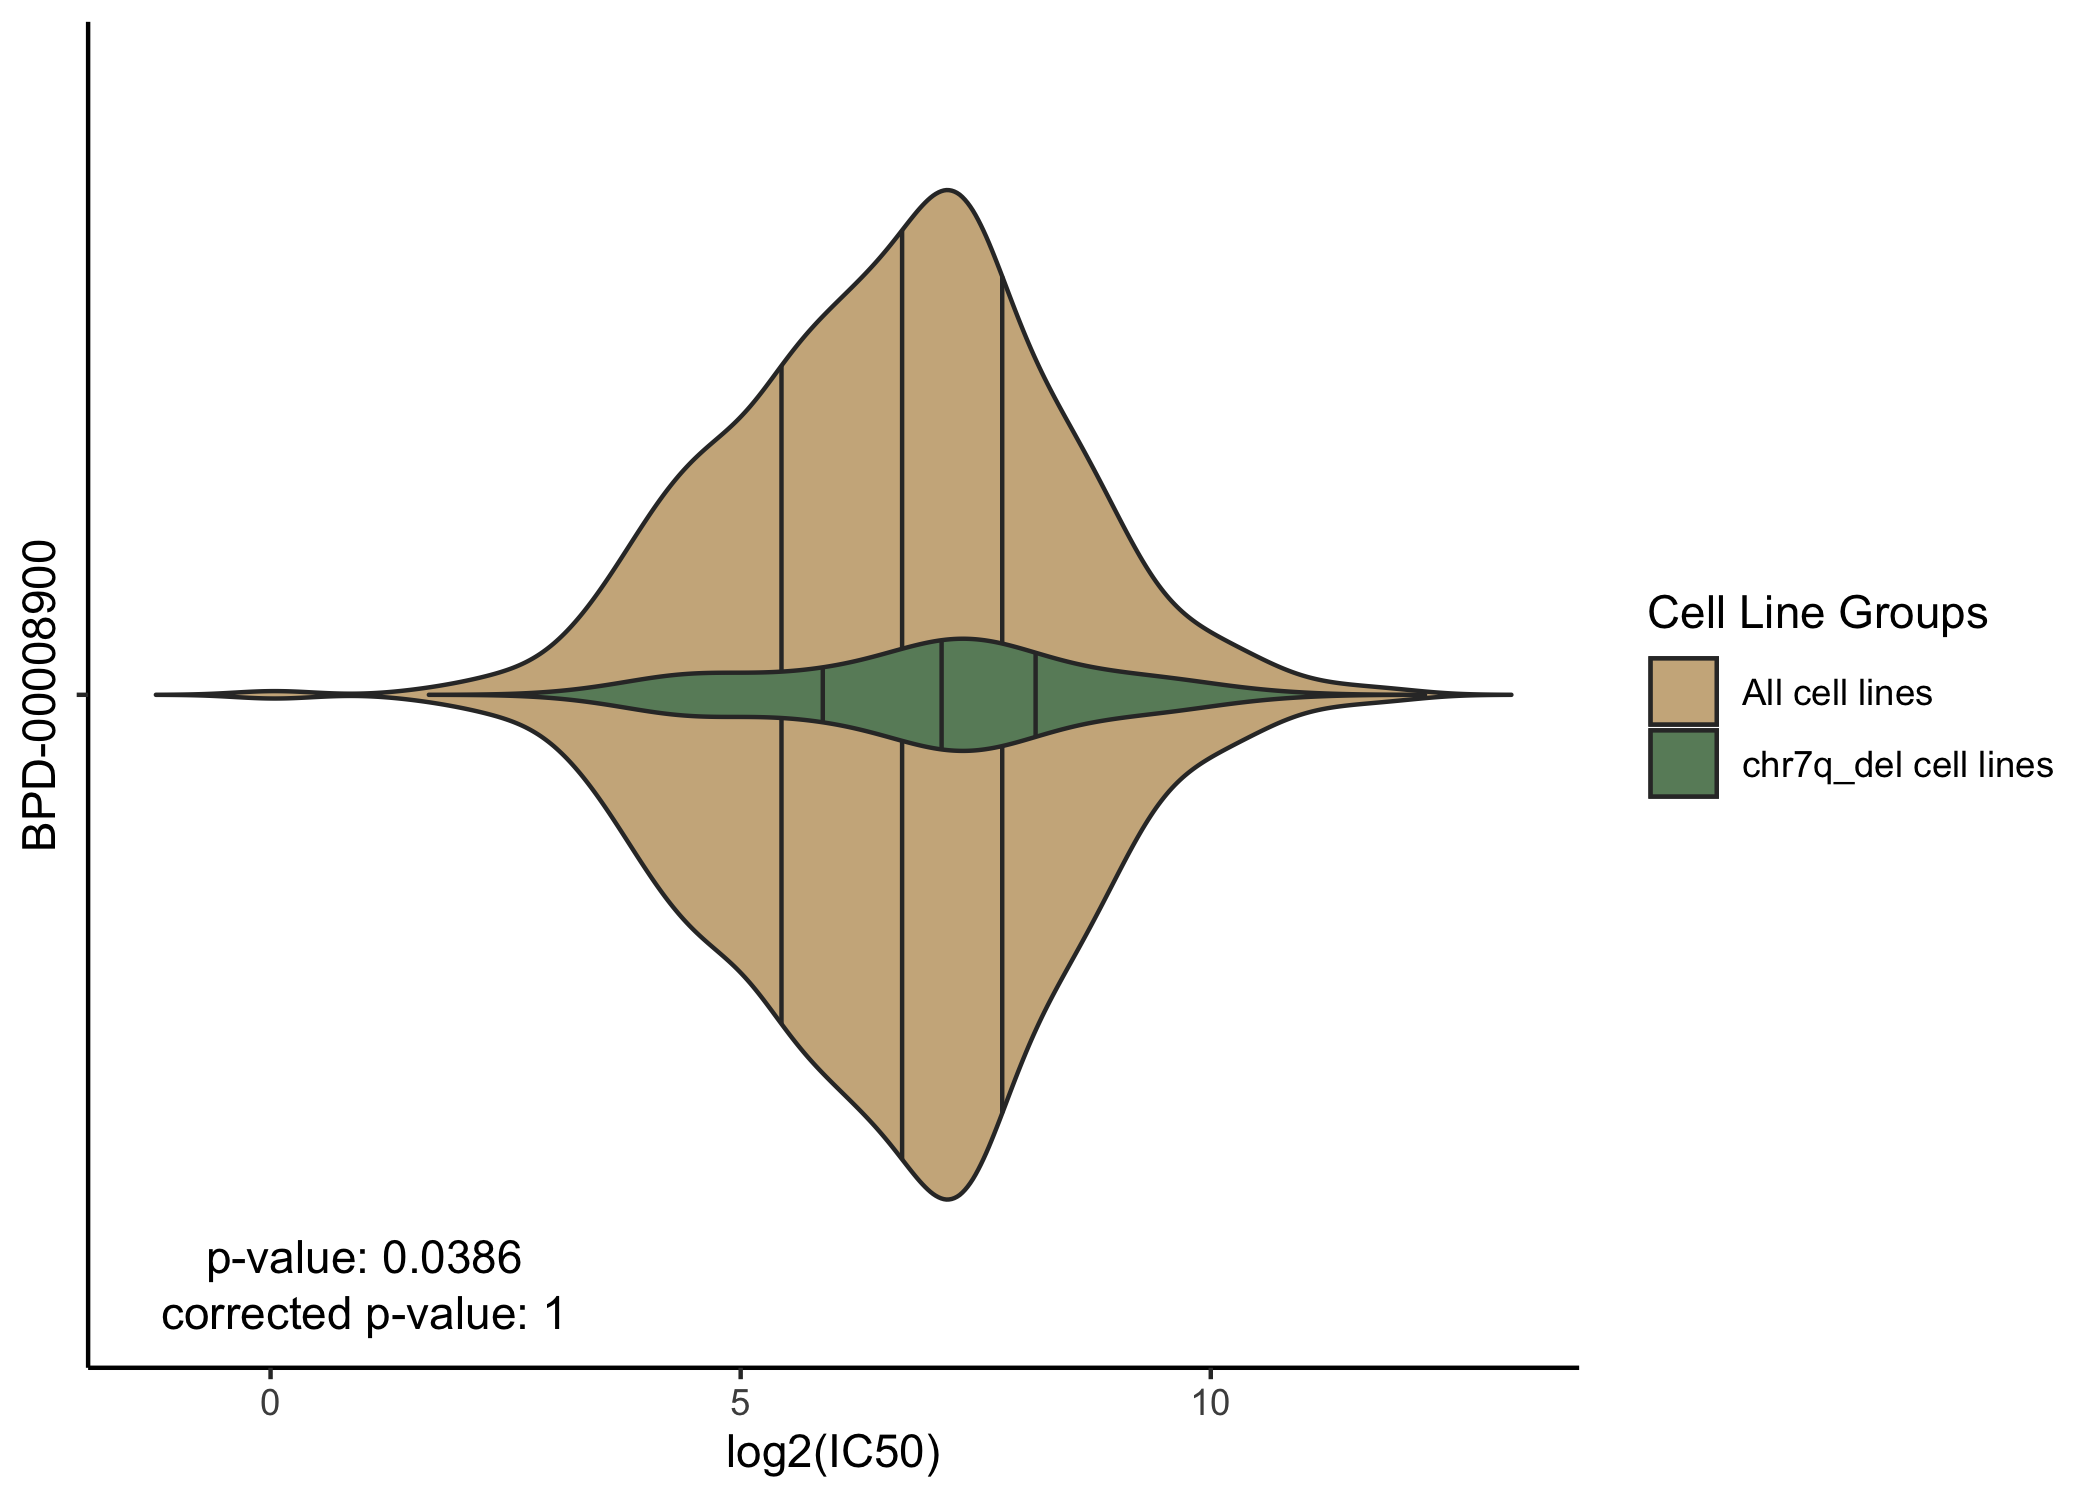 BPD-00008900
p-value: 0.0386
corrected p-value: 1
0 5 10
log2(IC50)
Cell Line Groups
All cell lines
chr7q_del cell lines